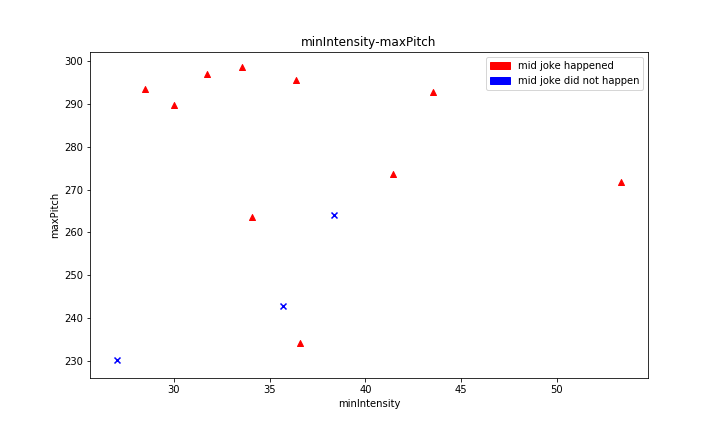 minIntensity-maxPitch
mid joke happened
mid joke did not happen
300
290
280
270
260
250
240
230
maxPitch
30
35
40
45
50
minIntensity